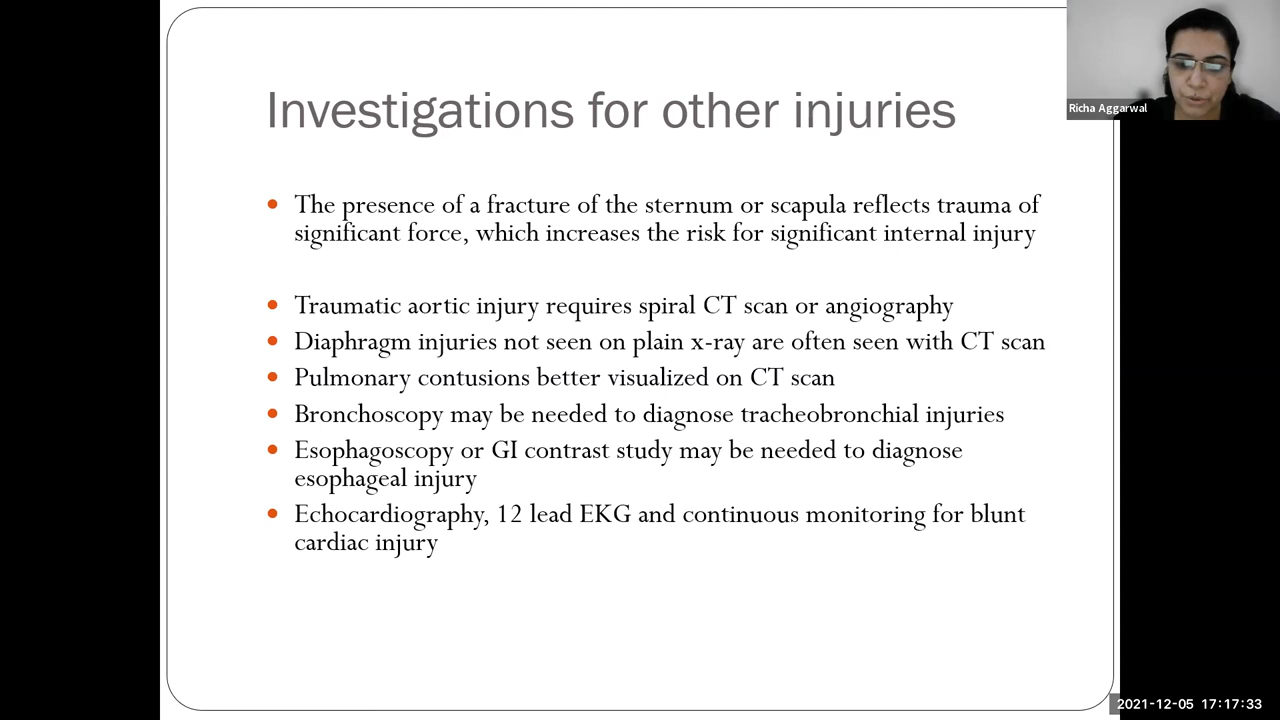 Investigations for other injuries
Richa Aggarwal
• The presence of a fracture of the sternum or scapula reflects trauma of
significant force, which increases the risk for significant internal injury
• Traumatic aortic injury requires spiral CT scan or angiography
• Diaphragm injuries not seen on plain x-ray are often seen with CT scan
• Pulmonary contusions better visualized on CT scan
• Bronchoscopy may be needed to diagnose tracheobronchial injuries
• Esophagoscopy or GI contrast study may be needed to diagnose
esophageal injury
• Echocardiography, 12 lead EKG and continuous monitoring for blunt
cardiac injury
2021-12-05 17:17:33